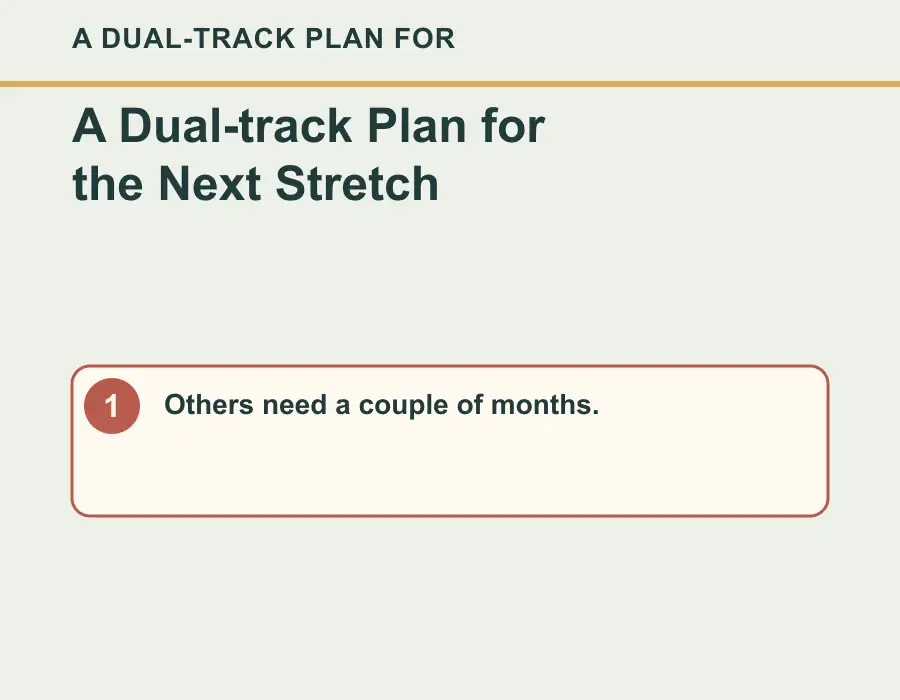 A DUAL-TRACK PLAN FOR
A Dual-track Plan for
the Next Stretch
1 Others need a couple of months.